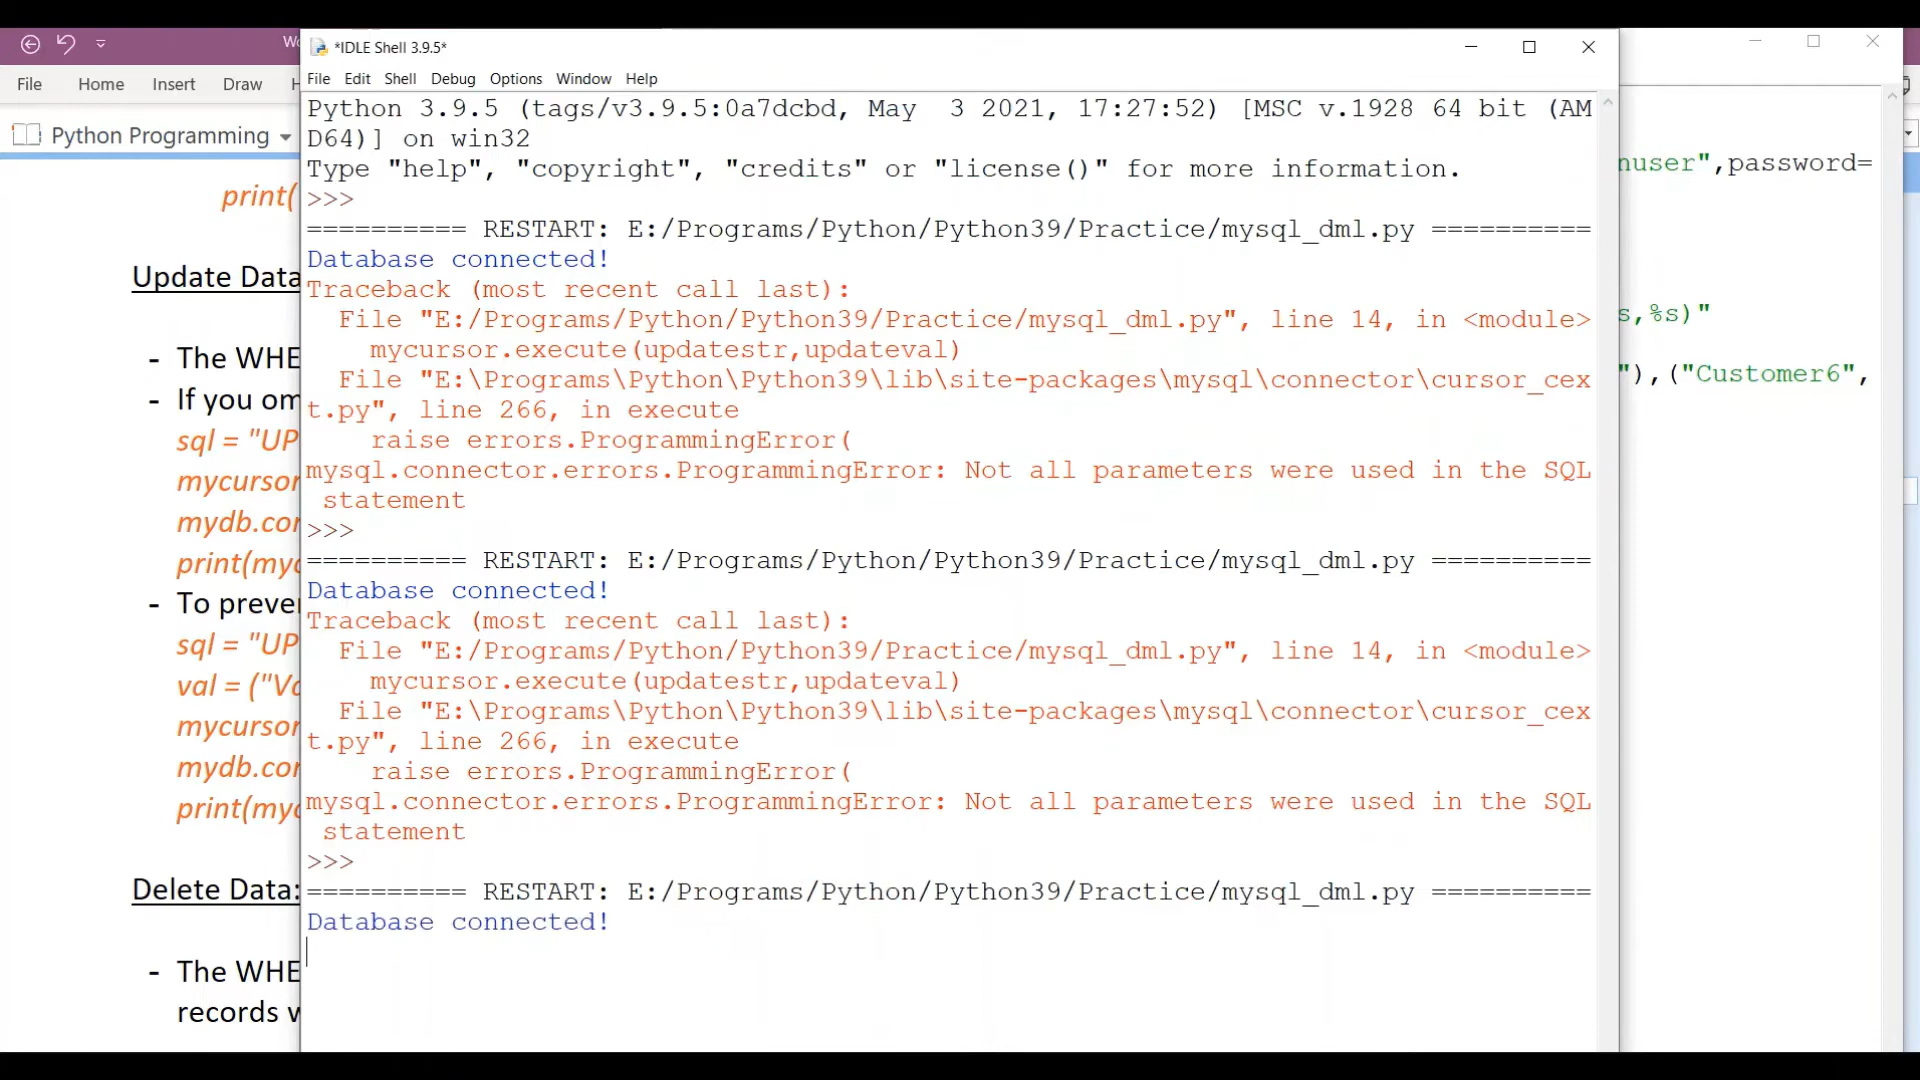 *IDLE Shell 3.9.5*
File Edit Shell Debug Options Window Help
Python 3.9.5 (tags/v3.9.5:0a7dcbd, May  3 2021, 17:27:52) [MSC v.1928 64 bit (AM
D64)] on win32
Type "help", "copyright", "credits" or "license()" for more information.
>>>
========== RESTART: E:/Programs/Python/Python39/Practice/mysql_dml.py ==========
Database connected!
Traceback (most recent call last):
  File "E:/Programs/Python/Python39/Practice/mysql_dml.py", line 14, in <module>
    mycursor.execute(updatestr,updateval)
  File "E:\Programs\Python\Python39\lib\site-packages\mysql\connector\cursor_cex
t.py", line 266, in execute
    raise errors.ProgrammingError(
mysql.connector.errors.ProgrammingError: Not all parameters were used in the SQL
 statement
>>>
========== RESTART: E:/Programs/Python/Python39/Practice/mysql_dml.py ==========
Database connected!
Traceback (most recent call last):
  File "E:/Programs/Python/Python39/Practice/mysql_dml.py", line 14, in <module>
    mycursor.execute(updatestr,updateval)
  File "E:\Programs\Python\Python39\lib\site-packages\mysql\connector\cursor_cex
t.py", line 266, in execute
    raise errors.ProgrammingError(
mysql.connector.errors.ProgrammingError: Not all parameters were used in the SQL
 statement
>>>
========== RESTART: E:/Programs/Python/Python39/Practice/mysql_dml.py ==========
Database connected!
File Home Insert Draw
Python Programming
print(
Update Data
- The WHE
- If you om
sql = "UP
mycursor
mydb.con
print(myc
- To preven
sql = "UP
val = ("Va
mycursor
mydb.con
print(myc
Delete Data:
- The WHE
records w
nuser",password=
s,%s)"
"),("Customer6",